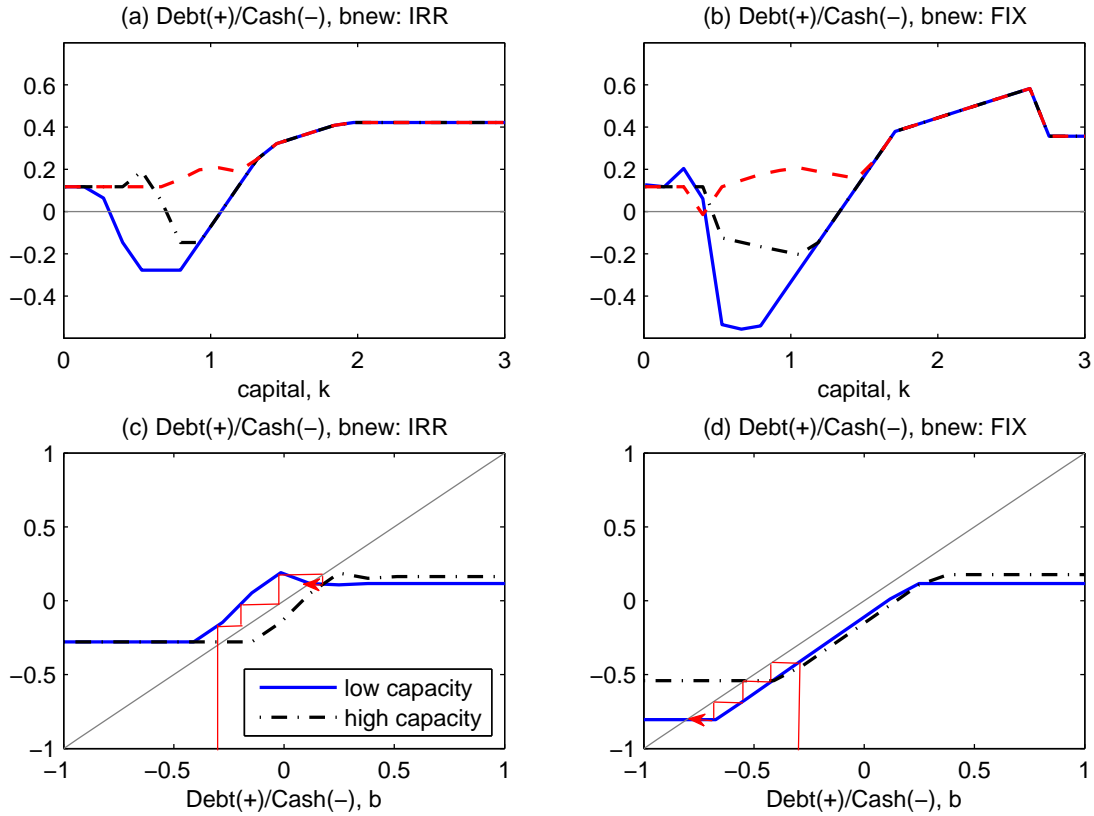 (a) Debt(+)/Cash(−), bnew: IRR
0.6
0.4
0.2
0
−0.2
−0.4
0 1 2 3
capital, k
(b) Debt(+)/Cash(−), bnew: FIX
0.6
0.4
0.2
0
−0.2
−0.4
0 1 2 3
capital, k
(c) Debt(+)/Cash(−), bnew: IRR
1
0.5
0
−0.5
−1
−1 −0.5 0 0.5 1
Debt(+)/Cash(−), b
low capacity
high capacity
(d) Debt(+)/Cash(−), bnew: FIX
1
0.5
0
−0.5
−1
−1 −0.5 0 0.5 1
Debt(+)/Cash(−), b